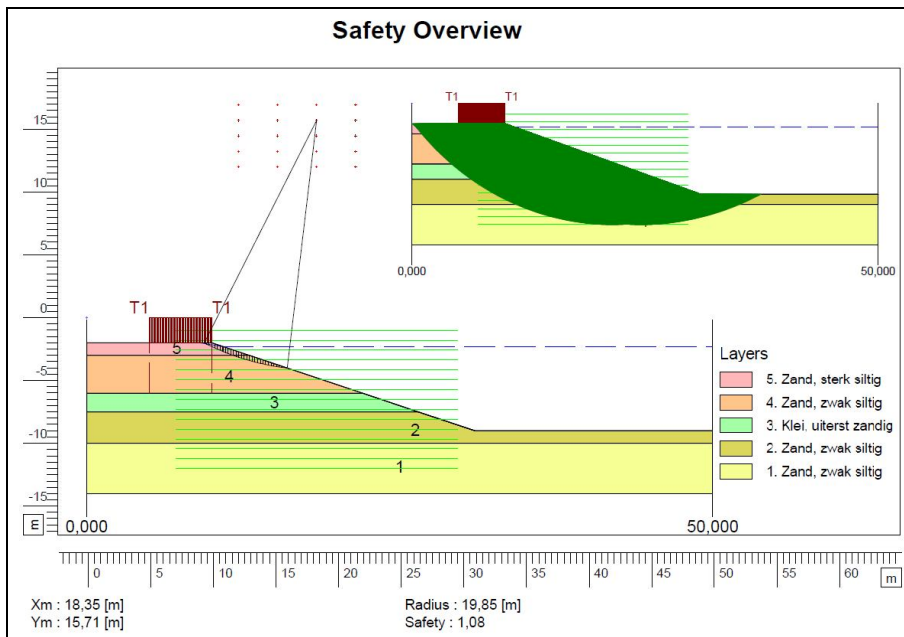 Safety Overview
T1 T1
0,000 50,000
15
10
5
0
-5
-10
-15
m
T1 T1
5
4
3
2
1
0,000 50,000
Layers
5. Zand, sterk siltig
4. Zand, zwak siltig
3. Klei, uiterst zandig
2. Zand, zwak siltig
1. Zand, zwak siltig
0 5 10 15 20 25 30 35 40 45 50 55 60 m
Xm : 18,35 [m] Radius : 19,85 [m]
Ym : 15,71 [m] Safety : 1,08